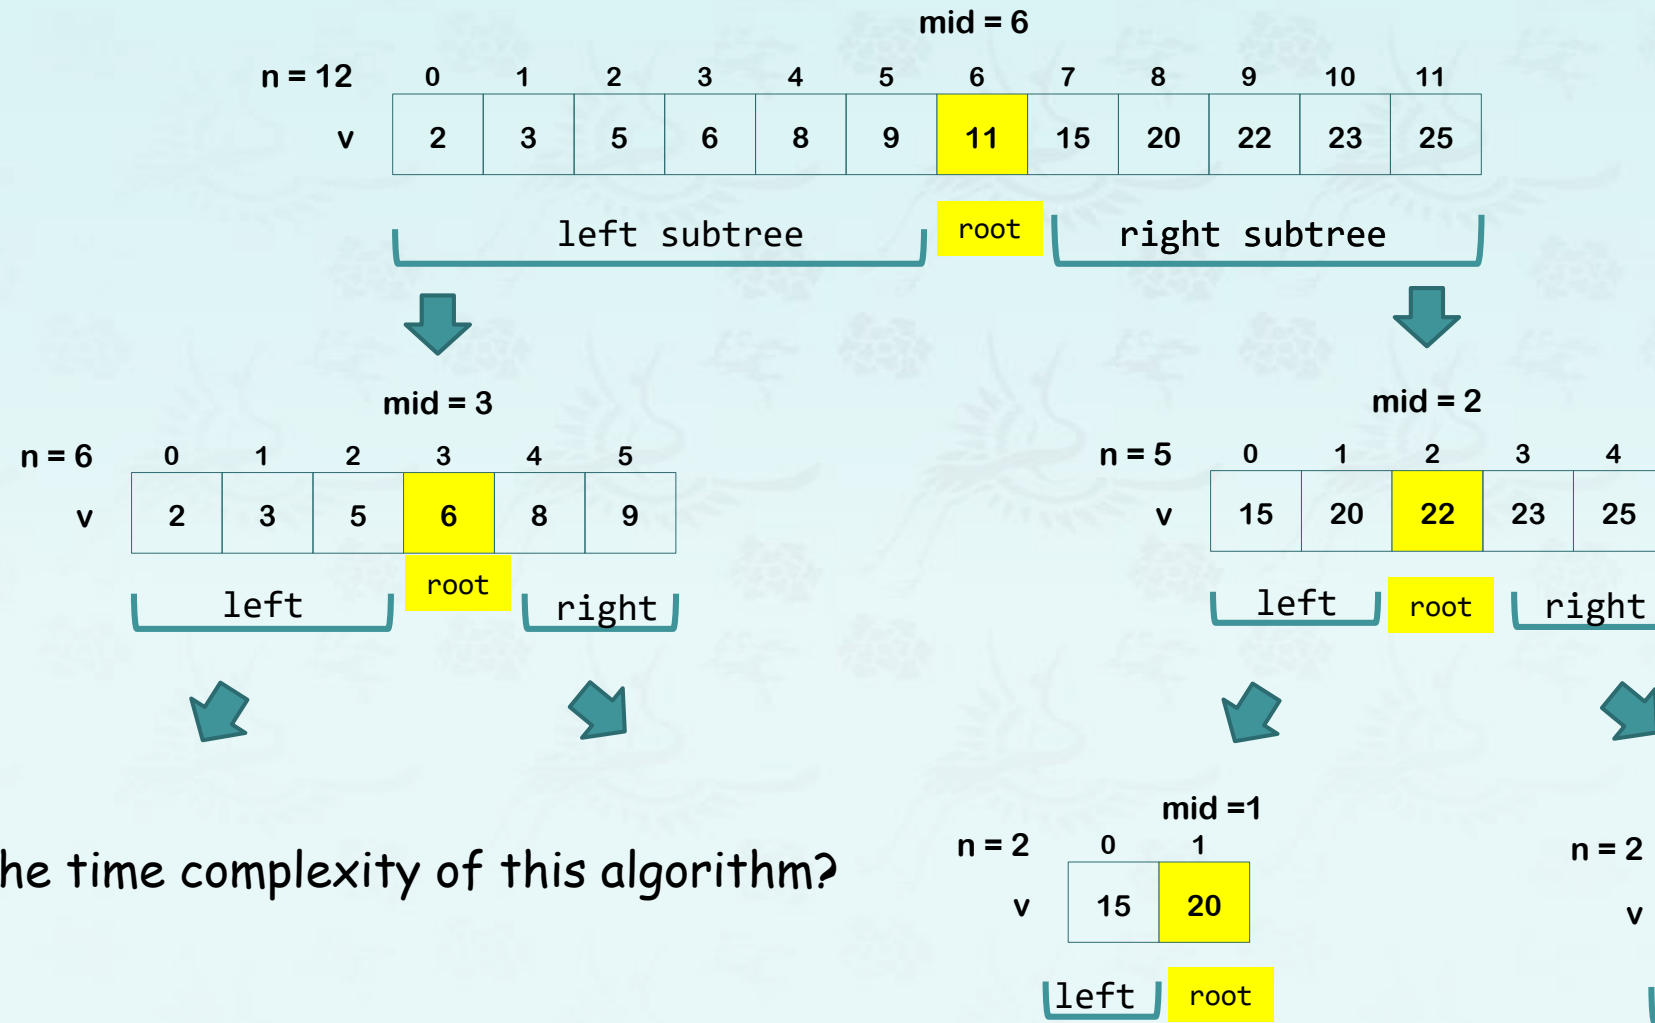 mid = 6
n = 12 0 1 2 3 4 5 6 7 8 9 10 11
v 2 3 5 6 8 9 11 15 20 22 23 25
left subtree root right subtree
mid = 3
n = 6 0 1 2 3 4 5
v 2 3 5 6 8 9
left root right
mid = 2
n = 5 0 1 2 3 4
v 15 20 22 23 25
left root right
he time complexity of this algorithm?
mid =1
n = 2 0 1
v 15 20
left root
n = 2
v